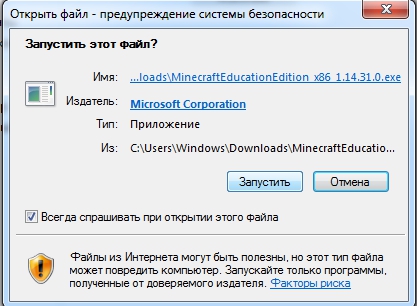 Открыть файл - предупреждение системы безопасности
Запустить этот файл?
Имя: ...loads\MinecraftEducationEdition_x86_1.14.31.0.exe
Издатель: Microsoft Corporation
Тип: Приложение
Из: C:\Users\Windows\Downloads\MinecraftEducatio...
Запустить Отмена
Всегда спрашивать при открытии этого файла
Файлы из Интернета могут быть полезны, но этот тип файла
может повредить компьютер. Запускайте только программы,
полученные от доверяемого издателя. Факторы риска